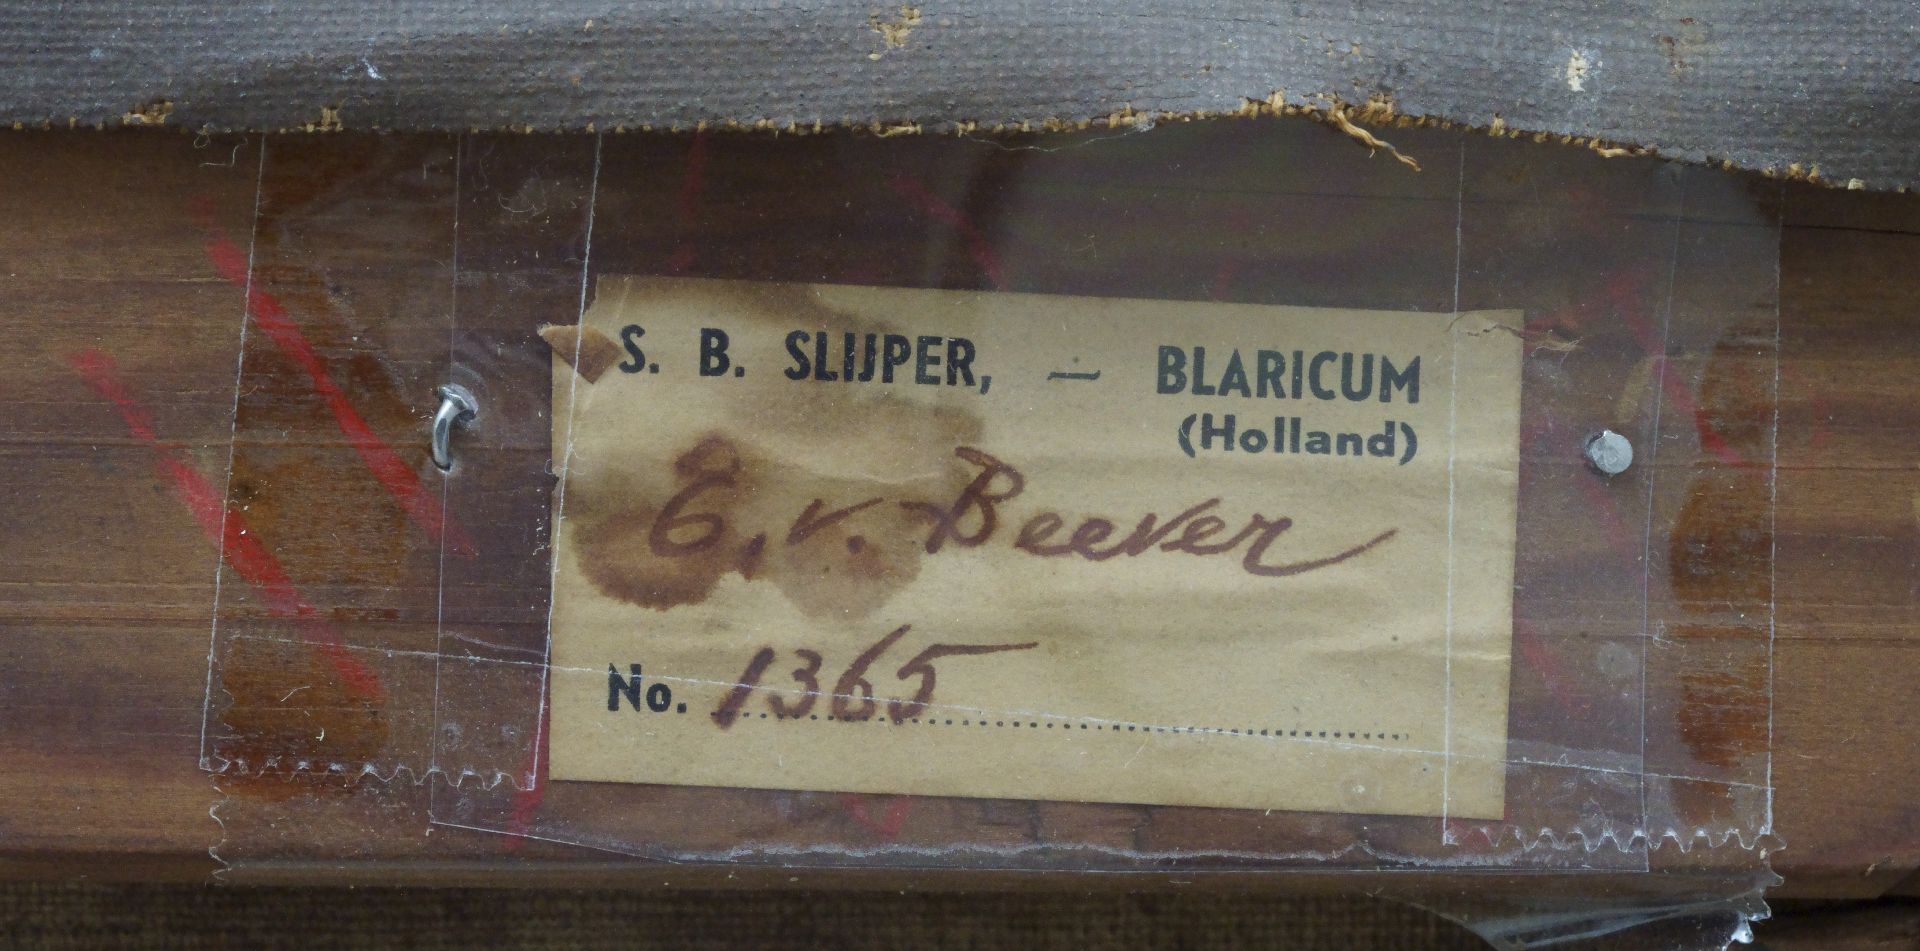 S. B. SLIJPER, — BLARICUM
(Holland)
E. v. Beever
No. 1365